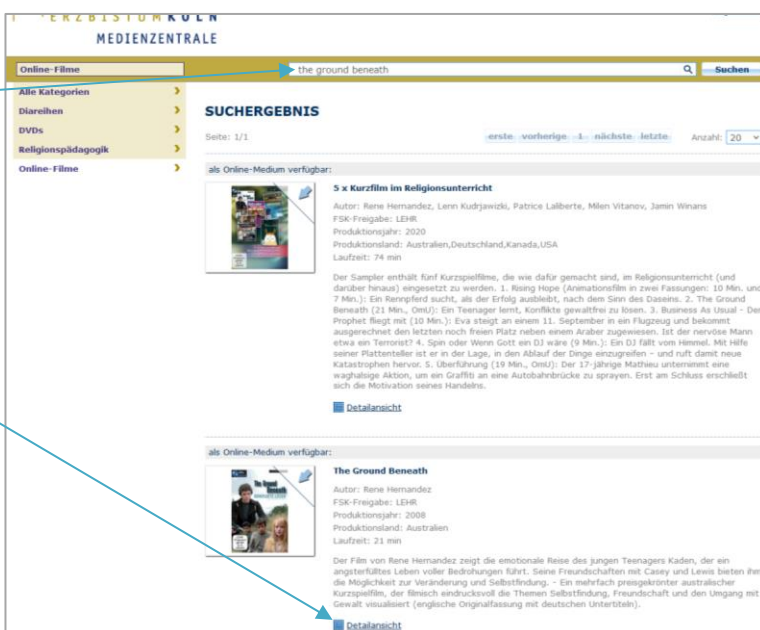 ERZBISTUM KÖLN
MEDIENZENTRALE
Online-Filme
the ground beneath
Suchen
Alle Kategorien
Diareihen
DVDs
Religionspädagogik
Online-Filme
SUCHERGEBNIS
Seite: 1/1
erste vorherige 1 nächste letzte
Anzahl: 20
als Online-Medium verfügbar:
5 x Kurzfilm im Religionsunterricht
Autor: Rene Hernandez, Lenn Kudrjawizki, Patrice Laliberte, Milen Vitanov, Jamin Winans
FSK-Freigabe: LEHR
Produktionsjahr: 2020
Produktionsland: Australien,Deutschland,Kanada,USA
Laufzeit: 74 min
Der Sampler enthält fünf Kurzspielfilme, die wie dafür gemacht sind, im Religionsunterricht (und
darüber hinaus) eingesetzt zu werden. 1. Rising Hope (Animationsfilm in zwei Fassungen: 10 Min. und
7 Min.): Ein Rennpferd sucht, als der Erfolg ausbleibt, nach dem Sinn des Daseins. 2. The Ground
Beneath (21 Min., OmU): Ein Teenager lernt, Konflikte gewaltfrei zu lösen. 3. Business As Usual - Der
Prophet fliegt mit (10 Min.): Eva steigt an einem 11. September in ein Flugzeug und bekommt
ausgerechnet den letzten noch freien Platz neben einem Araber zugewiesen. Ist der nervöse Mann
etwa ein Terrorist? 4. Spin oder Wenn Gott ein DJ wäre (9 Min.): Ein DJ fällt vom Himmel. Mit Hilfe
seiner Plattenteller ist er in der Lage, in den Ablauf der Dinge einzugreifen – und ruft damit neue
Katastrophen hervor. 5. Überführung (19 Min., OmU): Der 17-jährige Mathieu unternimmt eine
waghalsige Aktion, um ein Graffiti an eine Autobahnbrücke zu sprayen. Erst am Schluss erschließt
sich die Motivation seines Handelns.
Detailansicht
als Online-Medium verfügbar:
The Ground Beneath
Autor: Rene Hernandez
FSK-Freigabe: LEHR
Produktionsjahr: 2008
Produktionsland: Australien
Laufzeit: 21 min
Der Film von Rene Hernandez zeigt die emotionale Reise des jungen Teenagers Kaden, der ein
angsterfülltes Leben voller Bedrohungen führt. Seine Freundschaften mit Casey und Lewis bieten ihm
die Möglichkeit zur Veränderung und Selbstfindung. - Ein mehrfach preisgekrönter australischer
Kurzspielfilm, der filmisch eindrucksvoll die Themen Selbstfindung, Freundschaft und den Umgang mit
Gewalt visualisiert (englische Originalfassung mit deutschen Untertiteln).
Detailansicht